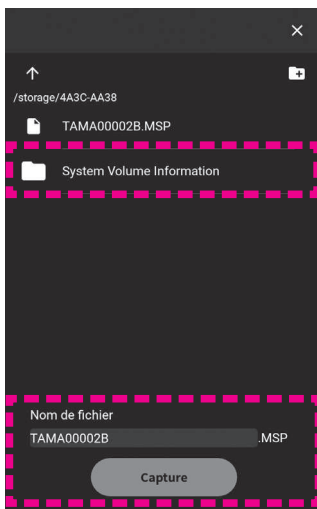 /storage/4A3C-AA38
TAMA00002B.MSP
System Volume Information
Nom de fichier
TAMA00002B .MSP
Capture